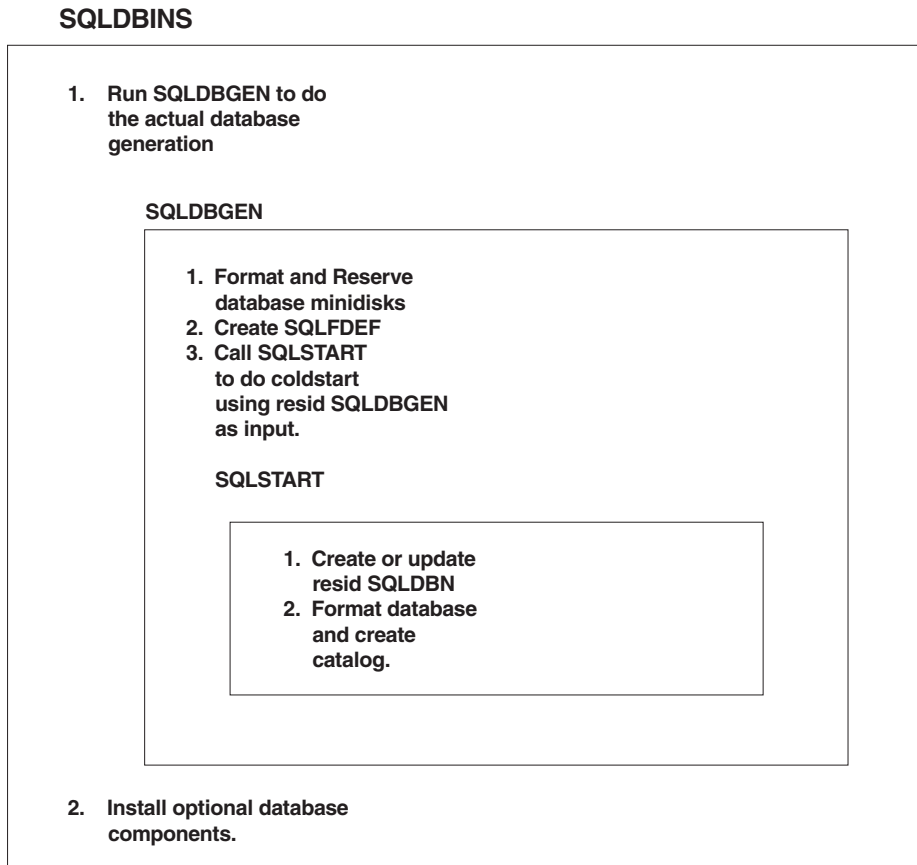 SQLDBINS
1. Run SQLDBGEN to do
the actual database
generation
SQLDBGEN
1. Format and Reserve
database minidisks
2. Create SQLFDEF
3. Call SQLSTART
to do coldstart
using resid SQLDBGEN
as input.
SQLSTART
1. Create or update
resid SQLDBN
2. Format database
and create
catalog.
2. Install optional database
components.